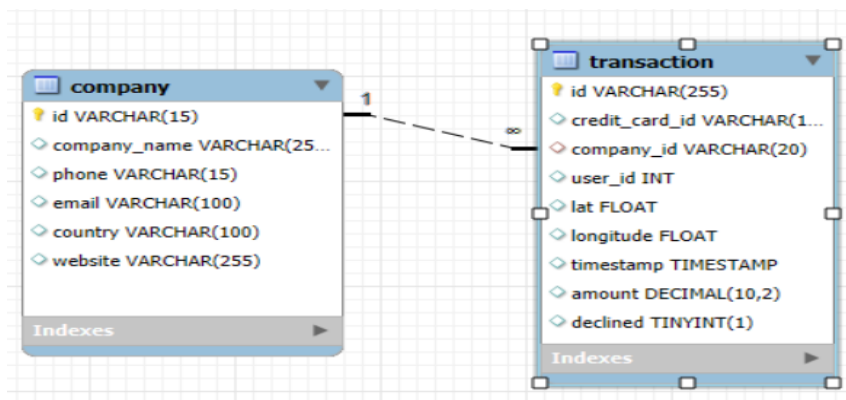 company
id VARCHAR(15)
company_name VARCHAR(25...
phone VARCHAR(15)
email VARCHAR(100)
country VARCHAR(100)
website VARCHAR(255)
Indexes
1
∞
transaction
id VARCHAR(255)
credit_card_id VARCHAR(1...
company_id VARCHAR(20)
user_id INT
lat FLOAT
longitude FLOAT
timestamp TIMESTAMP
amount DECIMAL(10,2)
declined TINYINT(1)
Indexes